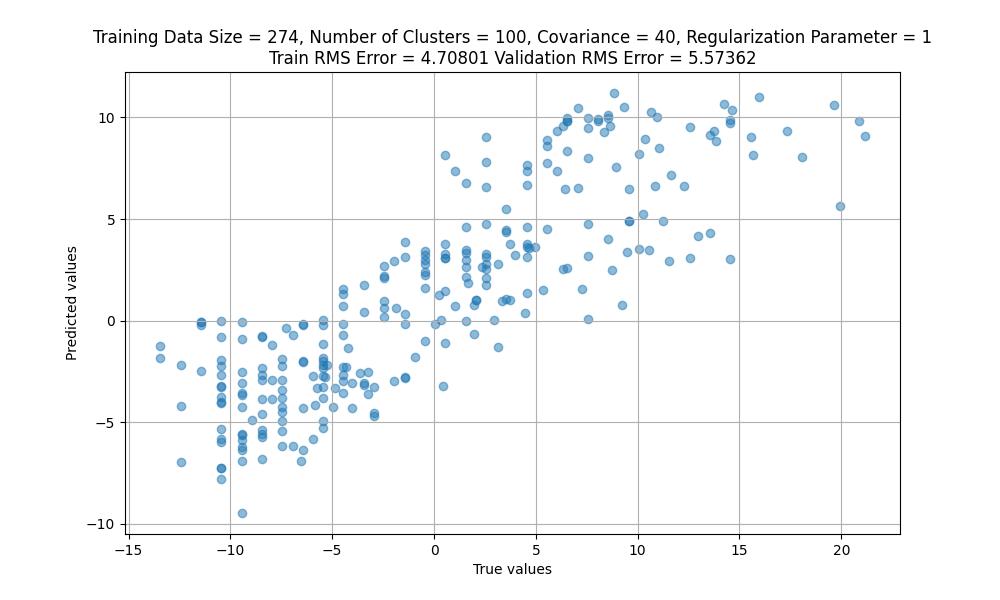 Training Data Size = 274, Number of Clusters = 100, Covariance = 40, Regularization Parameter = 1
Train RMS Error = 4.70801 Validation RMS Error = 5.57362
10
5
0
−5
−10
Predicted values
−15 −10 −5 0 5 10 15 20
True values